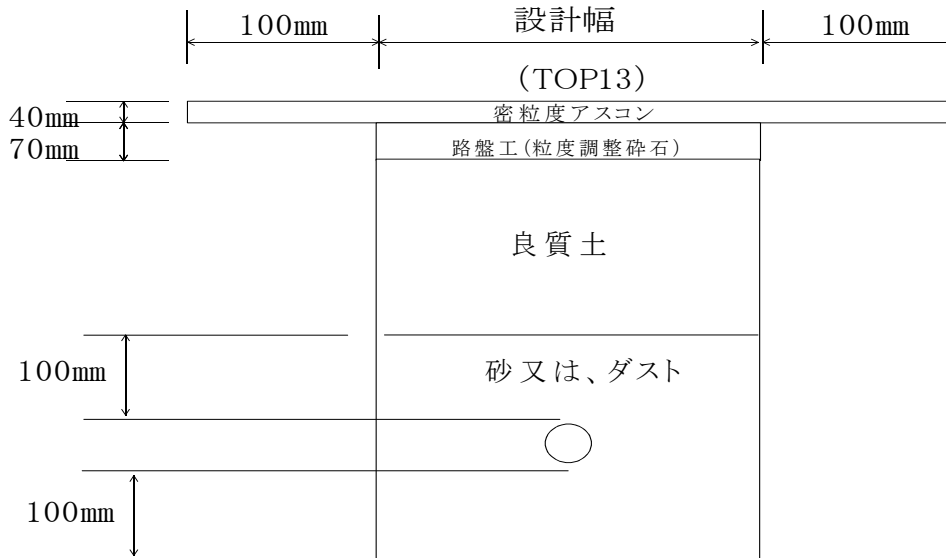 100mm 設計幅 100mm
(TOP13)
40mm 密粒度アスコン
70mm 路盤工(粒度調整砕石)
良質土
100mm 砂又は、ダスト
100mm